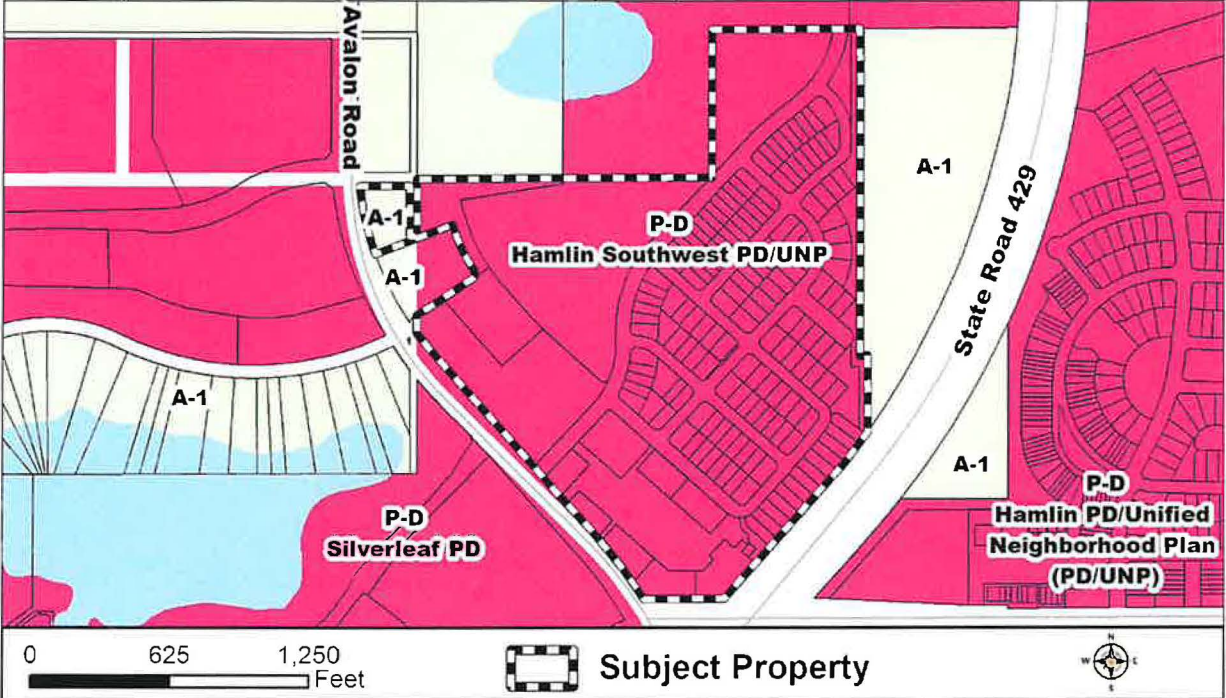 Avalon Road
A-1
A-1
A-1
P-D
Hamlin Southwest PD/UNP
A-1
State Road 429
A-1
P-D
Silverleaf PD
P-D
Hamlin PD/Unified
Neighborhood Plan
(PD/UNP)
0 625 1,250
Feet
Subject Property
N
W E
S